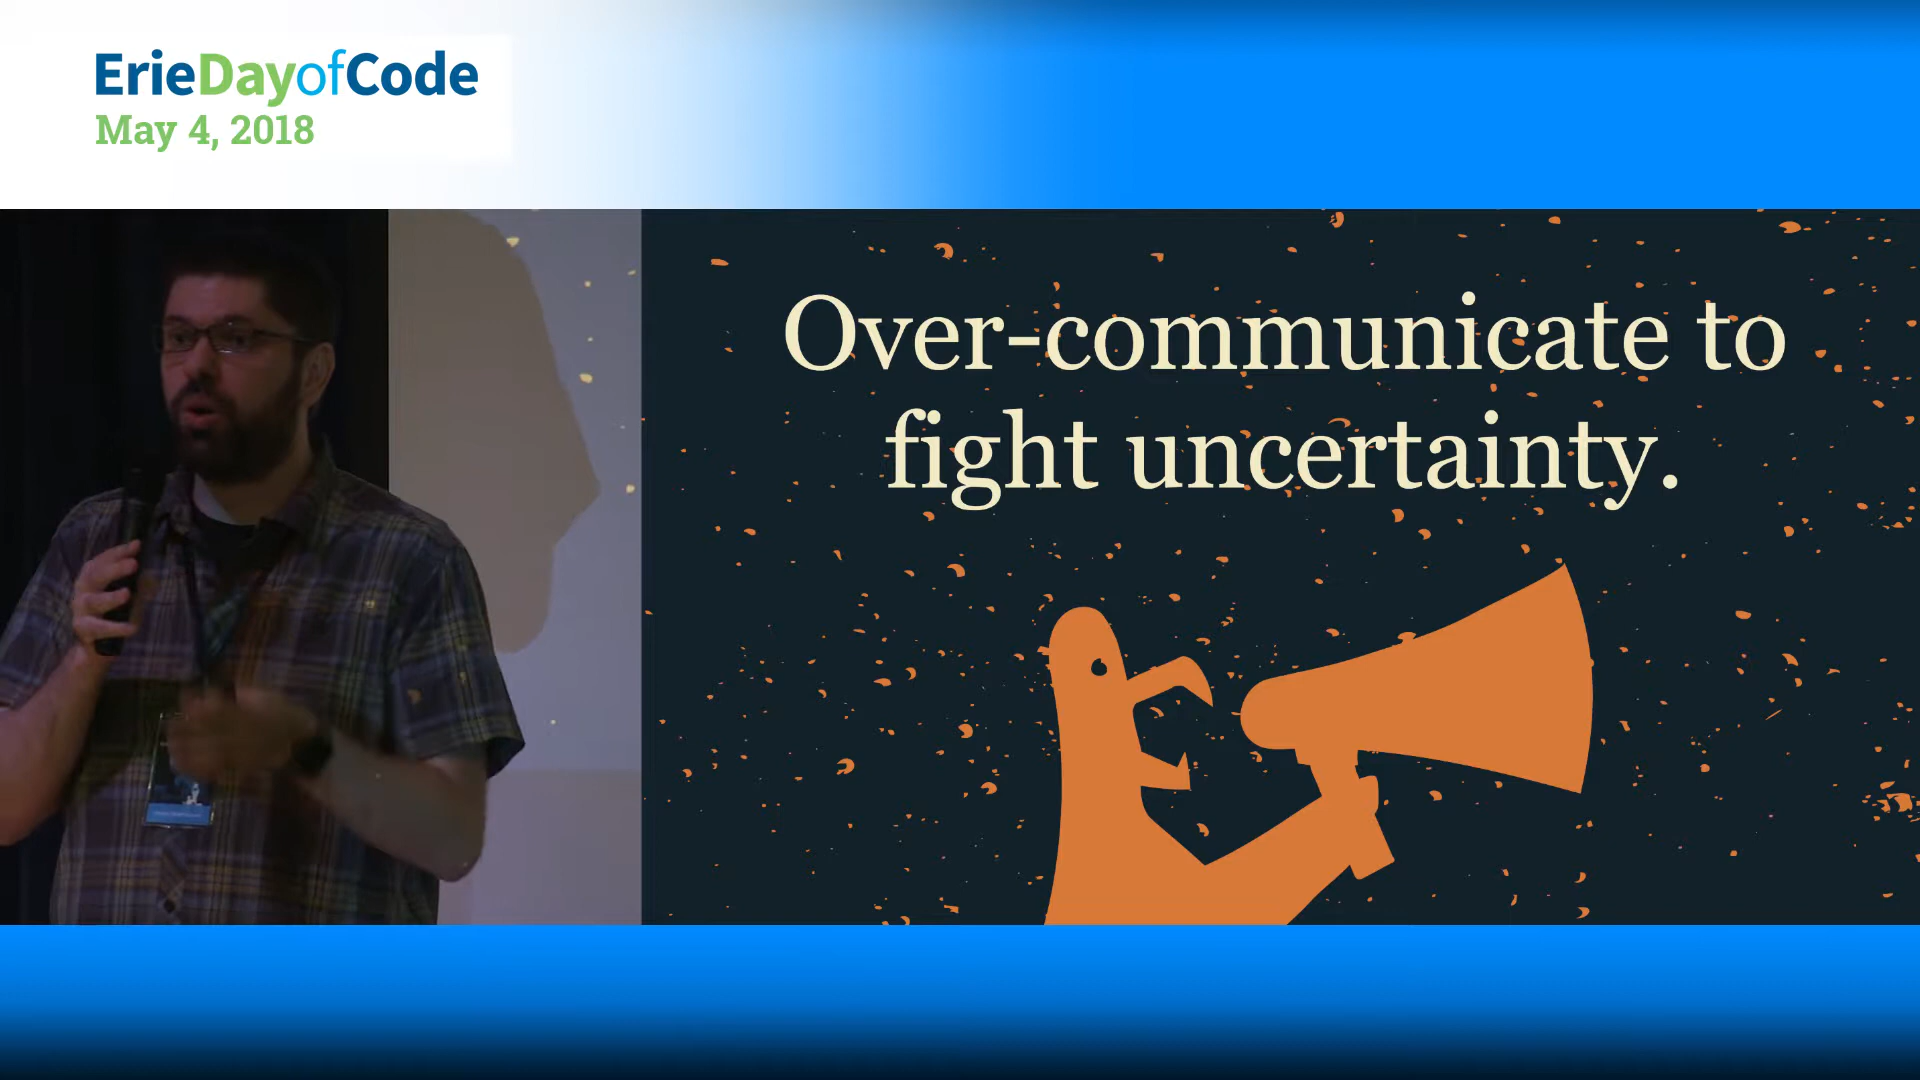 ErieDayofCode
May 4, 2018
Over-communicate to
fight uncertainty.